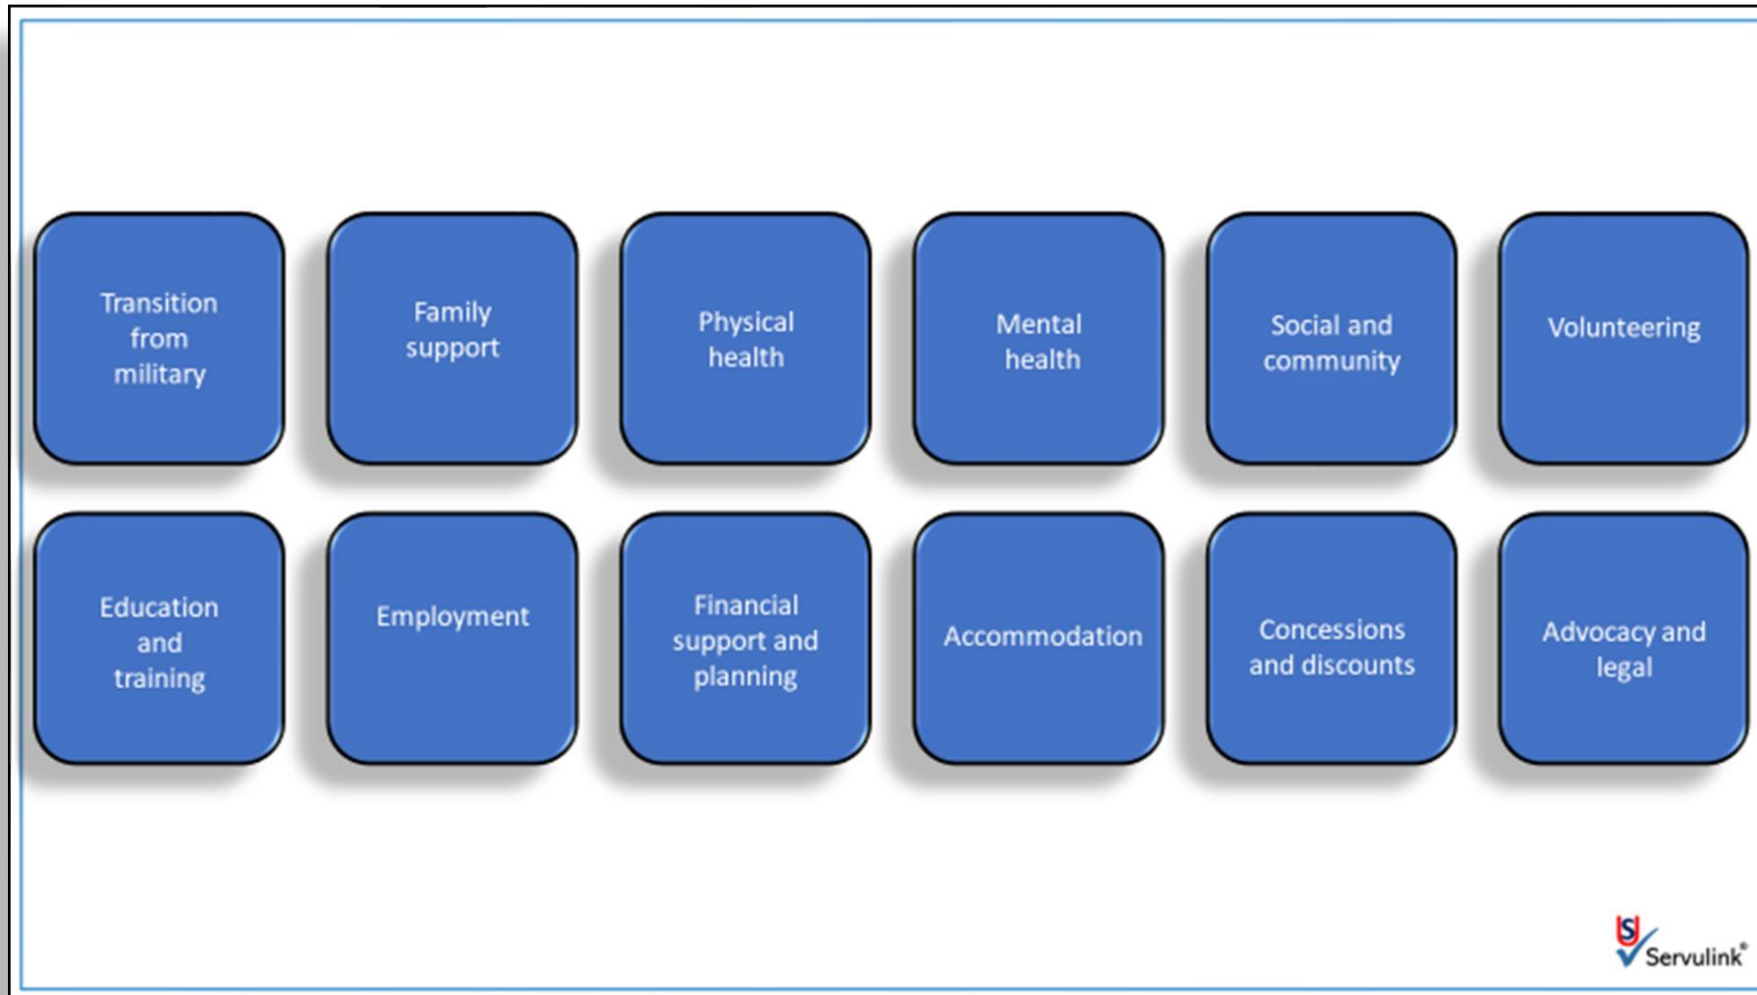 Transition
from
military
Family
support
Physical
health
Mental
health
Social and
community
Volunteering
Education
and
training
Employment
Financial
support and
planning
Accommodation
Concessions
and discounts
Advocacy and
legal
Servulink®